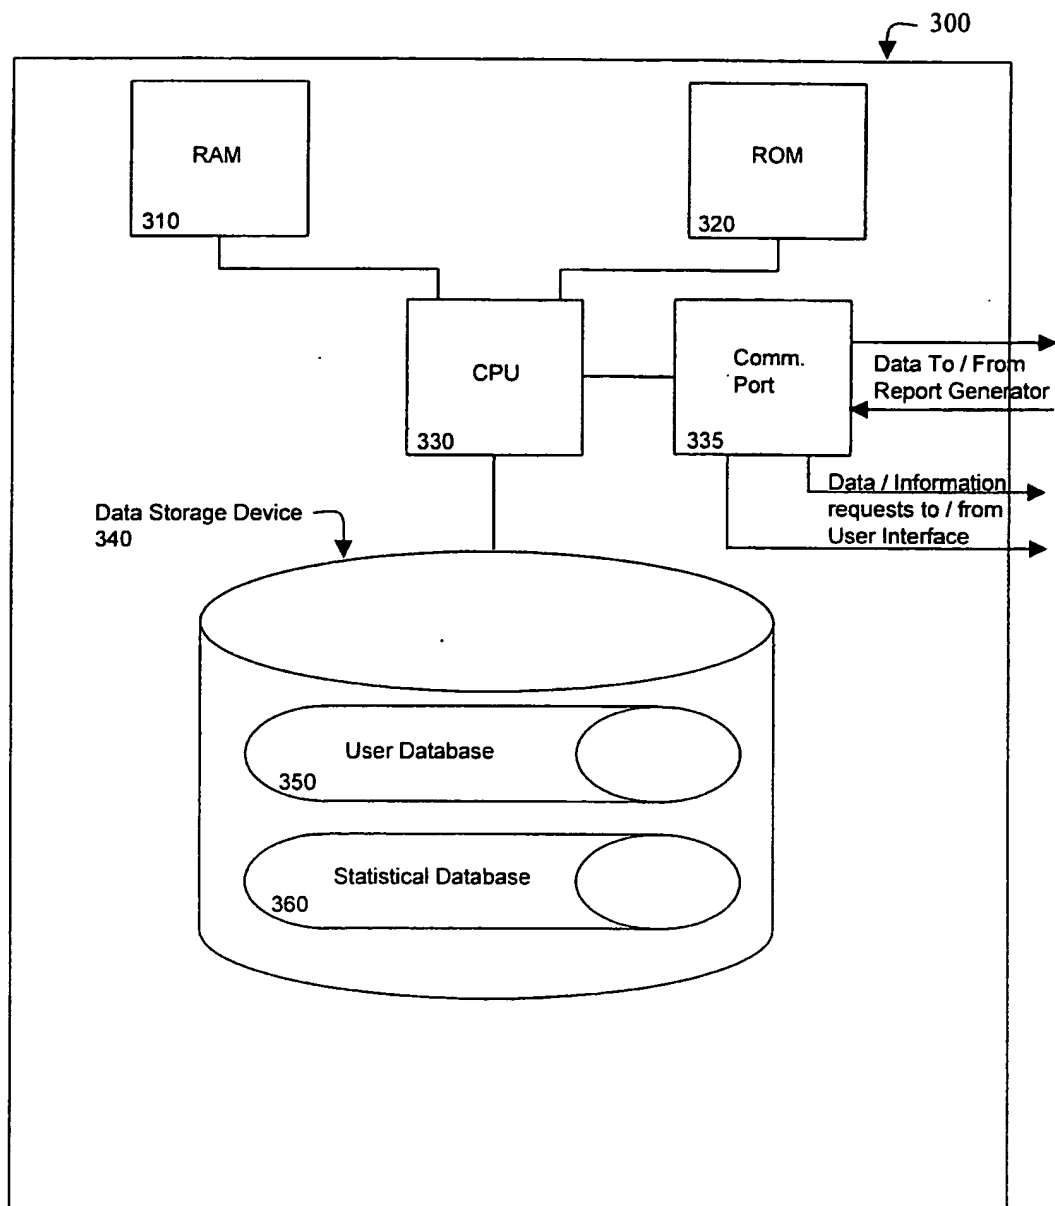 300
RAM
310
ROM
320
CPU
330
Comm.
Port
335
Data To / From
Report Generator
Data / Information
requests to / from
User Interface
Data Storage Device
340
User Database
350
Statistical Database
360